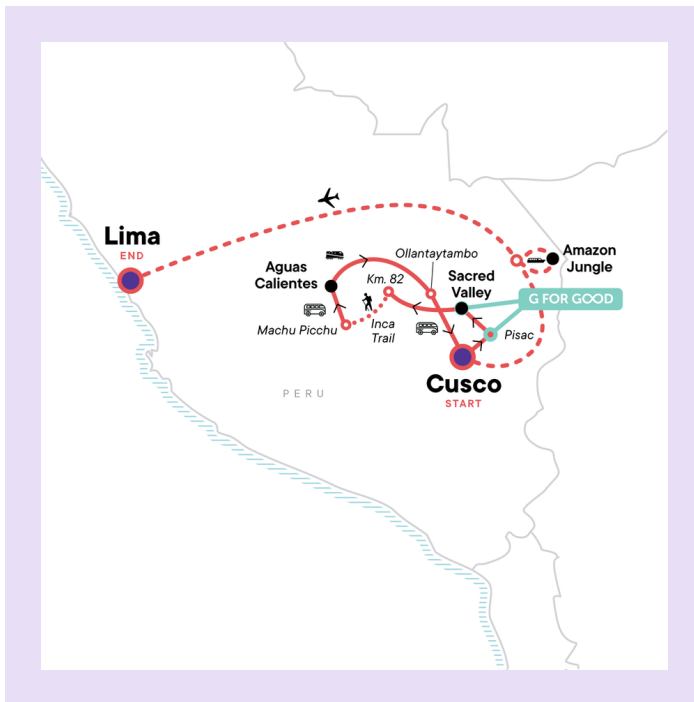 Lima
END
Aguas
Calientes
Machu Picchu
Km. 82
Inca
Trail
Ollantaytambo
Sacred
Valley
Amazon
Jungle
G FOR GOOD
Pisac
Cusco
START
PERU